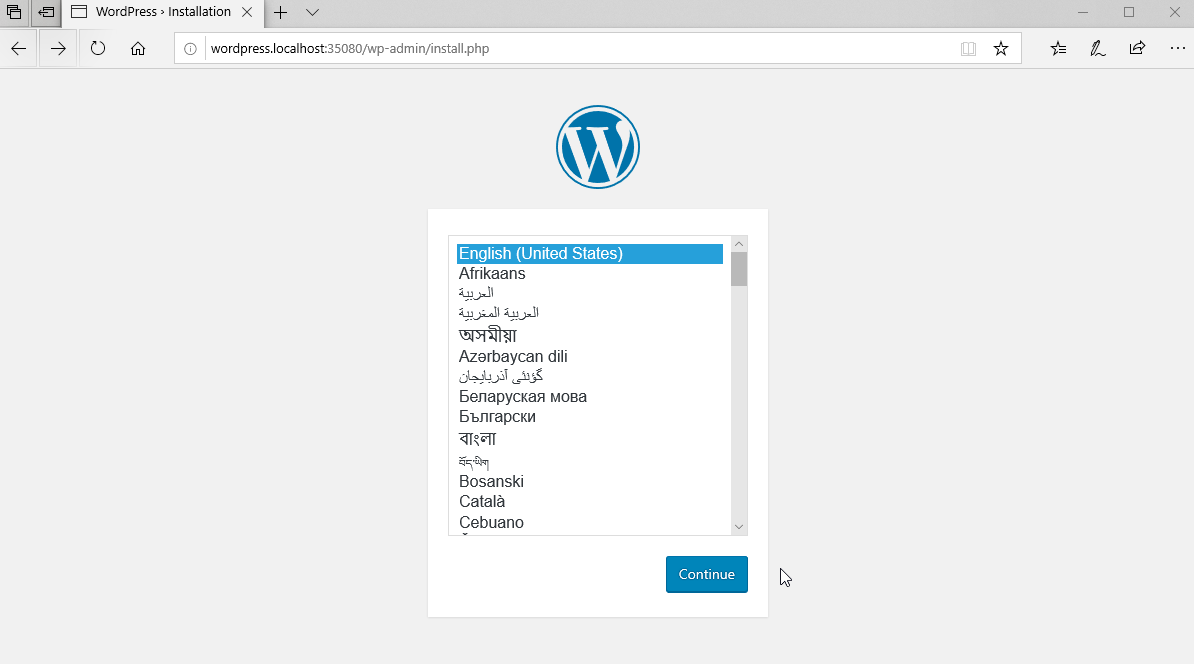 WordPress › Installation
wordpress.localhost:35080/wp-admin/install.php
English (United States)
Afrikaans
العربية
العربية المغربية
অসমীয়া
Azərbaycan dili
گؤنئی آذربایجان
Беларуская мова
Български
বাংলা
བོད་ཡིག
Bosanski
Català
Cebuano
Continue